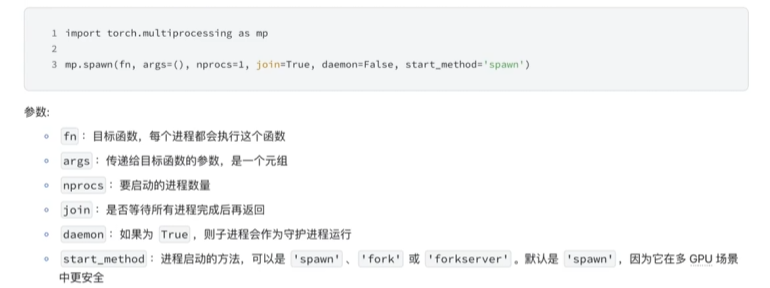 1 import torch.multiprocessing as mp
2
3 mp.spawn(fn, args=(), nprocs=1, join=True, daemon=False, start_method='spawn')
参数:
fn：目标函数，每个进程都会执行这个函数
args：传递给目标函数的参数，是一个元组
nprocs：要启动的进程数量
join：是否等待所有进程完成后再返回
daemon：如果为 True，则子进程会作为守护进程运行
start_method：进程启动的方法，可以是 'spawn'、'fork' 或 'forkserver'。默认是 'spawn'，因为它在多 GPU 场景
中更安全